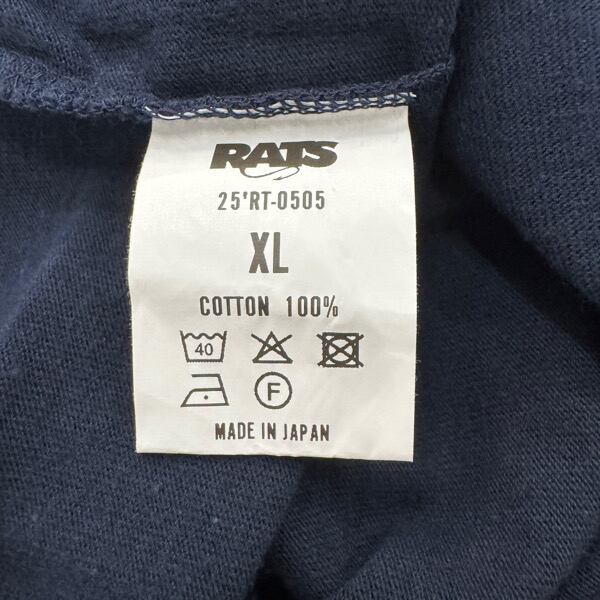 RATS
25'RT-0505
XL
COTTON 100%
40
F
MADE IN JAPAN